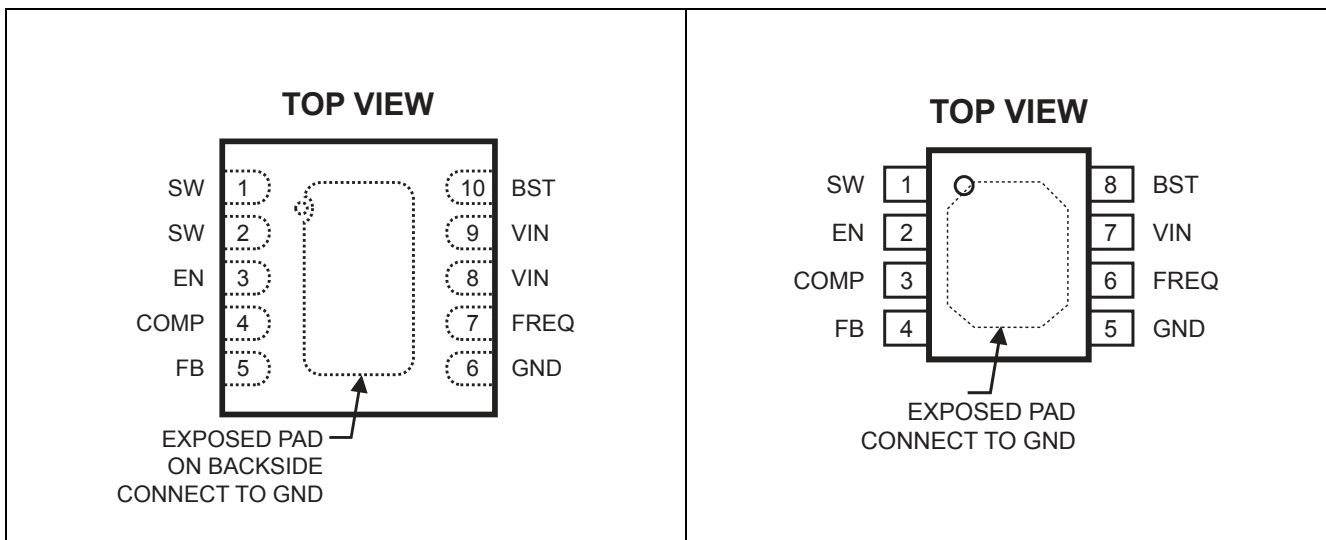 TOP VIEW
SW 1 10 BST
SW 2 9 VIN
EN 3 8 VIN
COMP 4 7 FREQ
FB 5 6 GND
EXPOSED PAD
ON BACKSIDE
CONNECT TO GND
TOP VIEW
SW 1 8 BST
EN 2 7 VIN
COMP 3 6 FREQ
FB 4 5 GND
EXPOSED PAD
CONNECT TO GND